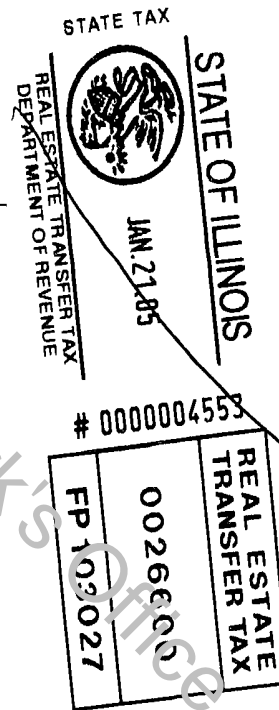 STATE TAX
STATE OF ILLINOIS
JAN.21.05
REAL ESTATE TRANSFER TAX
DEPARTMENT OF REVENUE
# 0000004553
REAL ESTATE
TRANSFER TAX
FP 103027
k's Office